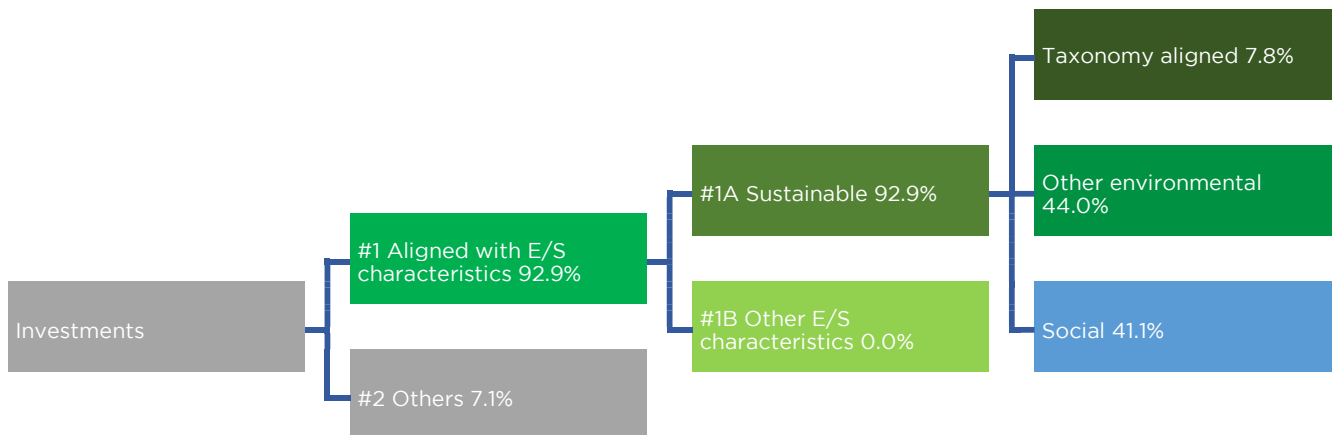 Investments
#1 Aligned with E/S
characteristics 92.9%
#2 Others 7.1%
#1A Sustainable 92.9%
#1B Other E/S
characteristics 0.0%
Taxonomy aligned 7.8%
Other environmental
44.0%
Social 41.1%